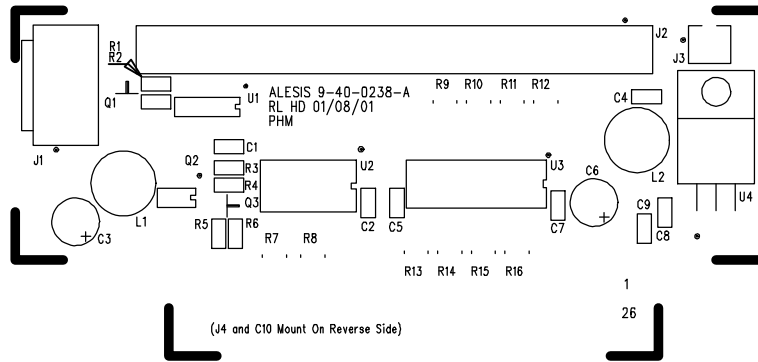 R1
R2
J2
J3
R9 R10 R11 R12
Q1
U1
ALESIS 9-40-0238-A
RL HD 01/08/01
PHM
C4
J1
C1
Q2
R3
R4
U2
U3
C6
L2
U4
L1
C3
Q3
R5
R6
C2
C5
C7
C9
C8
R7
R8
R13 R14 R15 R16
1
26
(J4 and C10 Mount On Reverse Side)